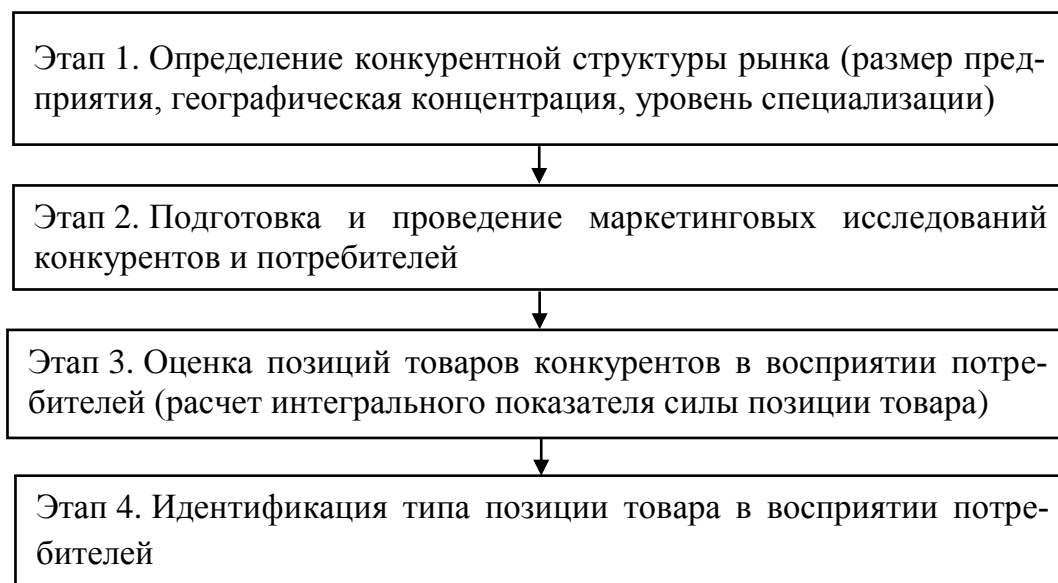 Этап 1. Определение конкурентной структуры рынка (размер пред-
приятия, географическая концентрация, уровень специализации)
Этап 2. Подготовка и проведение маркетинговых исследований
конкурентов и потребителей
Этап 3. Оценка позиций товаров конкурентов в восприятии потре-
бителей (расчет интегрального показателя силы позиции товара)
Этап 4. Идентификация типа позиции товара в восприятии потре-
бителей